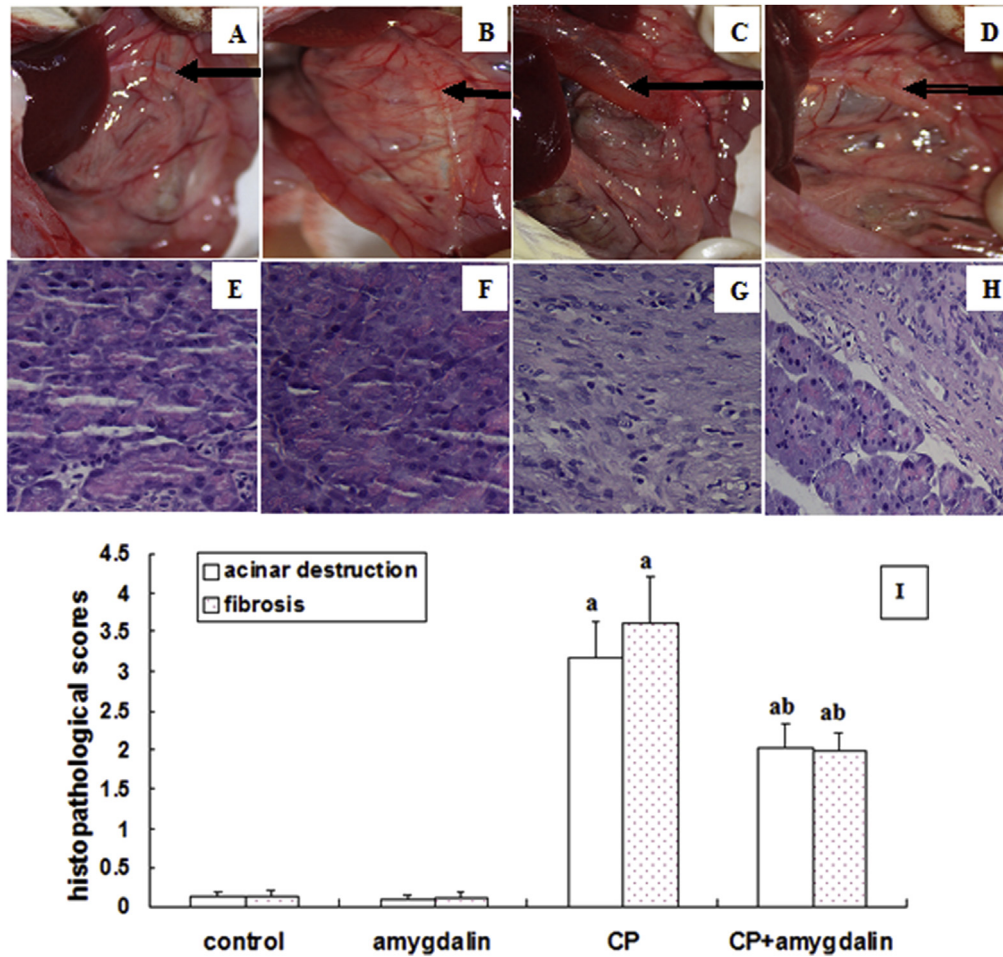 A
B
C
D
E
F
G
H
I
4.5
4
3.5
3
2.5
2
1.5
1
0.5
0
histopathological scores
acinar destruction
fibrosis
a
a
ab
ab
control
amygdalin
CP
CP+amygdalin